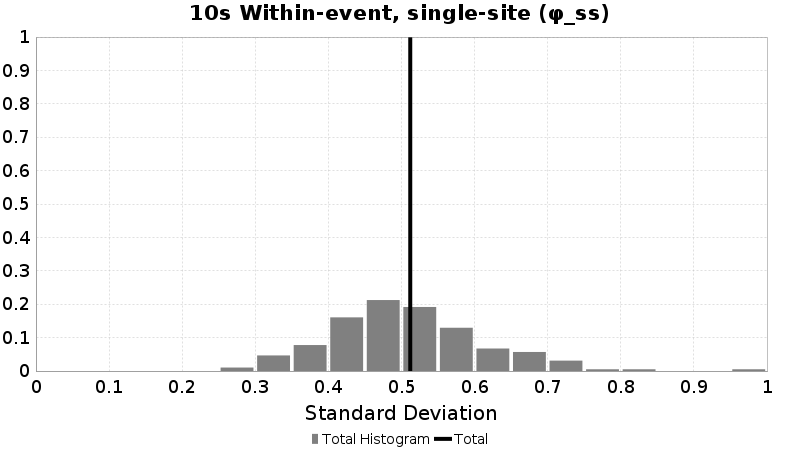 10s Within-event, single-site (φ_ss)
1
0.9
0.8
0.7
0.6
0.5
0.4
0.3
0.2
0.1
0
0 0.1 0.2 0.3 0.4 0.5 0.6 0.7 0.8 0.9 1
Standard Deviation
Total Histogram Total